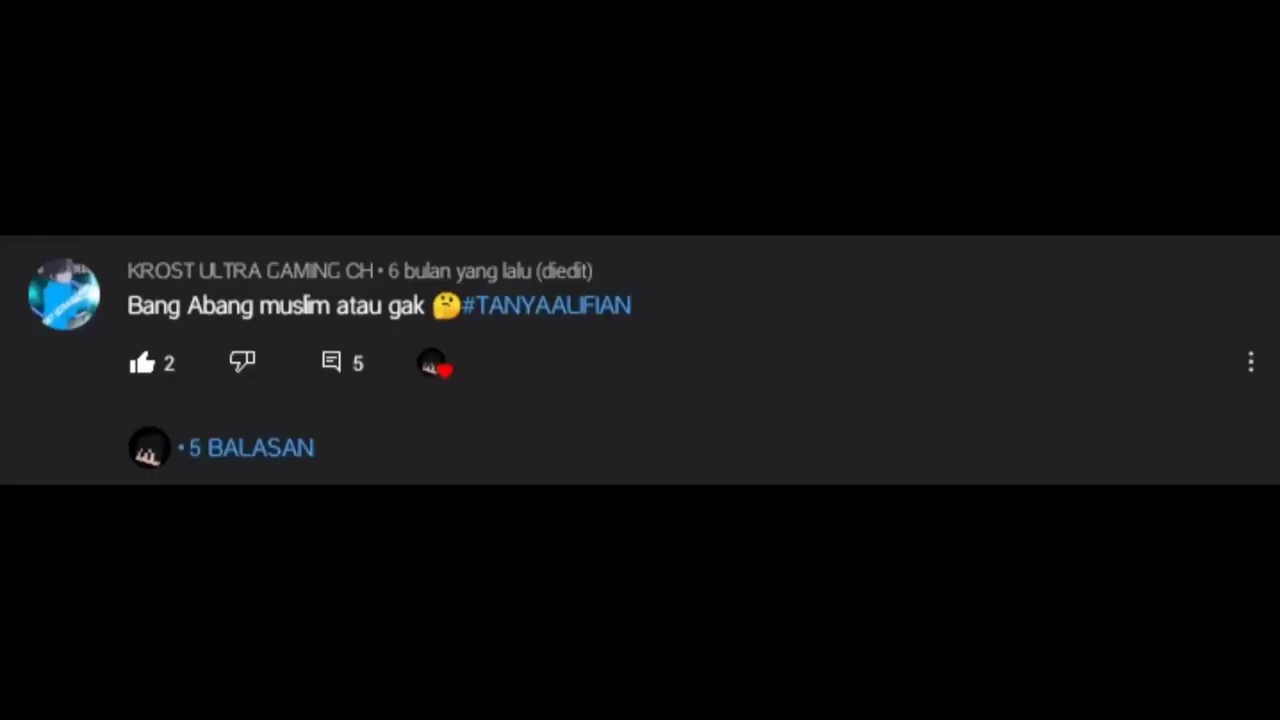 KROST ULTRA GAMING CH • 6 bulan yang lalu (diedit)
Bang Abang muslim atau gak 🤔#TANYAALIFIAN
2 5
• 5 BALASAN